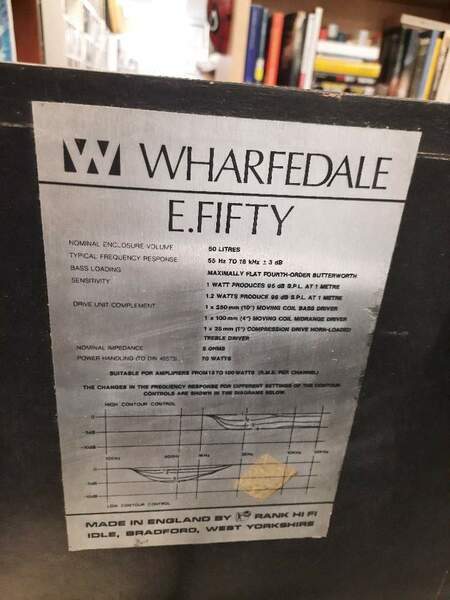 WHARFEDALE
E.FIFTY
NOMINAL ENCLOSURE VOLUME 50 LITRES
TYPICAL FREQUENCY RESPONSE 55 Hz TO 18 kHz ± 3 dB
BASS LOADING MAXIMALLY FLAT FOURTH-ORDER BUTTERWORTH
SENSITIVITY 1 WATT PRODUCES 95 dB S.P.L. AT 1 METRE
1.2 WATTS PRODUCE 96 dB S.P.L. AT 1 METRE
DRIVE UNIT COMPLEMENT 1 x 250mm (10") MOVING COIL BASS DRIVER
1 x 100mm (4") MOVING COIL MIDRANGE DRIVER
1 x 25mm (1") COMPRESSION DRIVE HORN-LOADED
TREBLE DRIVER
NOMINAL IMPEDANCE 8 OHMS
POWER HANDLING (TO DIN 45573) 70 WATTS
SUITABLE FOR AMPLIFIERS FROM 15 TO 100 WATTS (R.M.S. PER CHANNEL)
THE CHANGES IN THE FREQUENCY RESPONSE FOR DIFFERENT SETTINGS OF THE CONTOUR
CONTROLS ARE SHOWN IN THE DIAGRAMS BELOW.
HIGH CONTOUR CONTROL
LOW CONTOUR CONTROL
MADE IN ENGLAND BY RANK HI FI
IDLE, BRADFORD, WEST YORKSHIRE